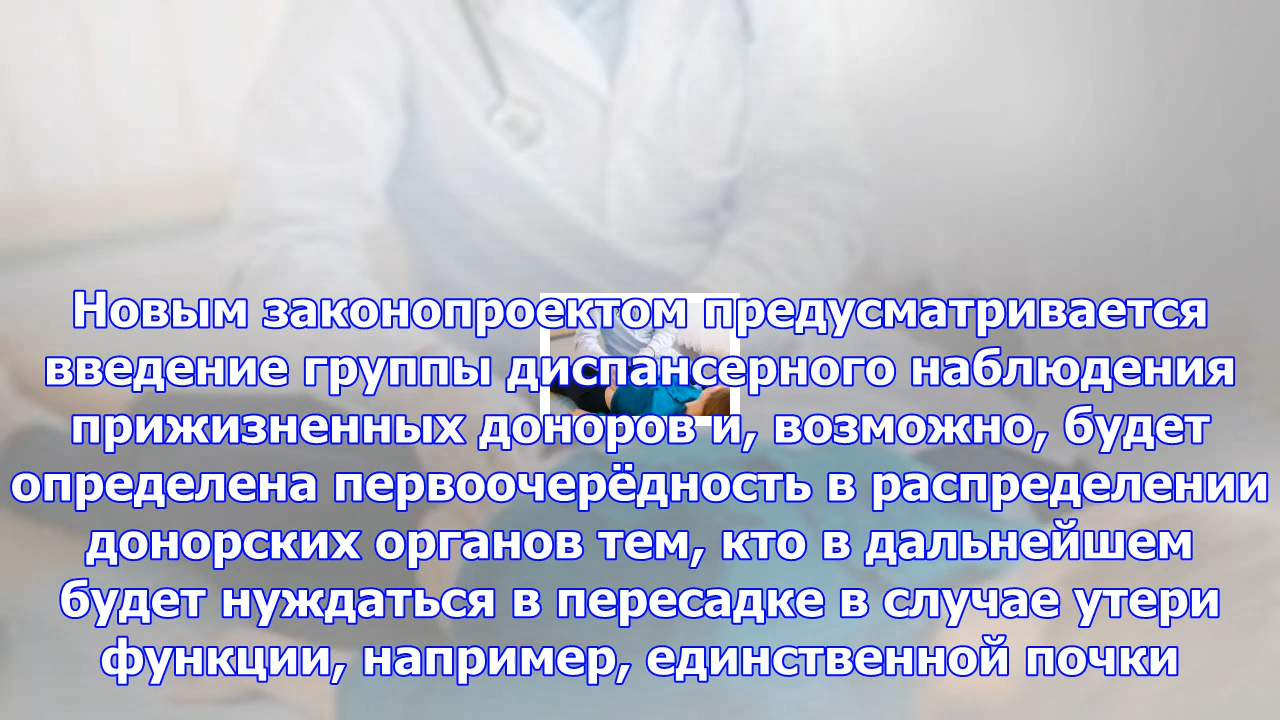 Новым законопроектом предусматривается
введение группы диспансерного наблюдения
прижизненных доноров и, возможно, будет
определена первоочерёдность в распределении
донорских органов тем, кто в дальнейшем
будет нуждаться в пересадке в случае утери
функции, например, единственной почки